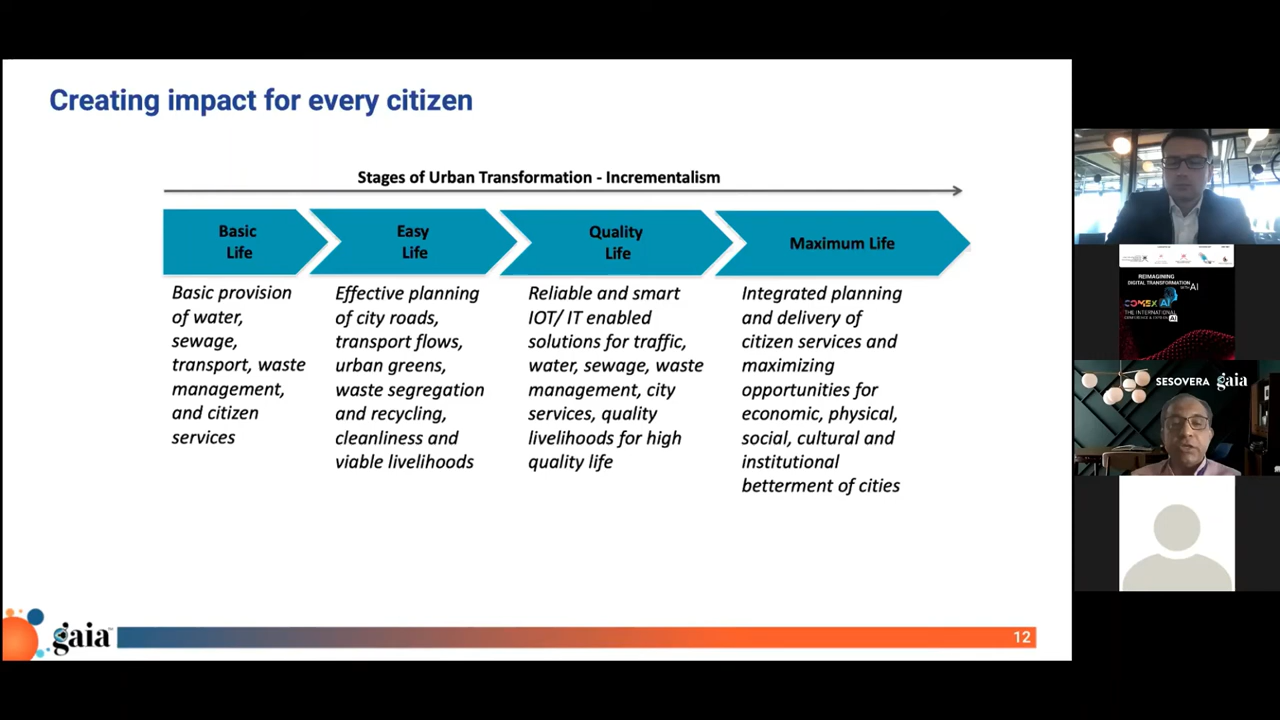 Creating impact for every citizen
Stages of Urban Transformation - Incrementalism
Basic
Life
Easy
Life
Quality
Life
Maximum Life
Basic provision
of water,
sewage,
transport, waste
management,
and citizen
services
Effective planning
of city roads,
transport flows,
urban greens,
waste segregation
and recycling,
cleanliness and
viable livelihoods
Reliable and smart
IOT/ IT enabled
solutions for traffic,
water, sewage, waste
management, city
services, quality
livelihoods for high
quality life
Integrated planning
and delivery of
citizen services and
maximizing
opportunities for
economic, physical,
social, cultural and
institutional
betterment of cities
gaia
12
REIMAGINING
DIGITAL TRANSFORMATION
WITH AI
COMEX AI
THE INTERNATIONAL
SESOVERA gaia